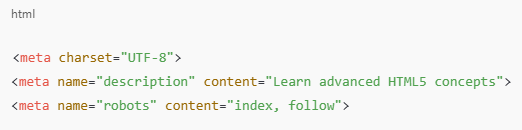 html
<meta charset="UTF-8">
<meta name="description" content="Learn advanced HTML5 concepts">
<meta name="robots" content="index, follow">